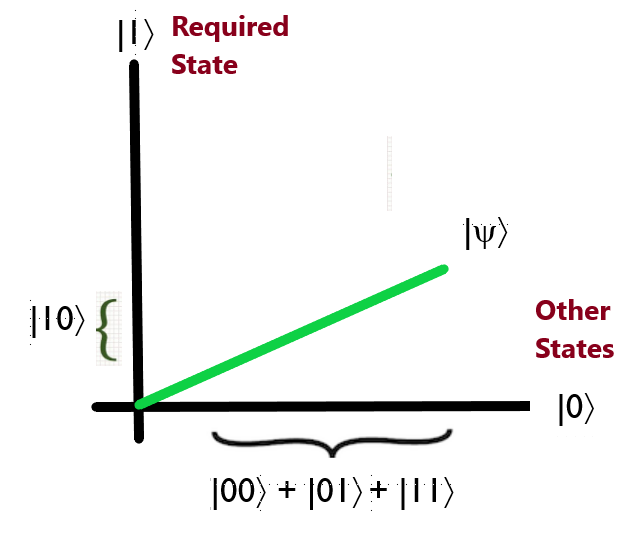 |1⟩ Required
State
|ψ⟩
|10⟩ {
Other
States
|0⟩
|00⟩ + |01⟩ + |11⟩